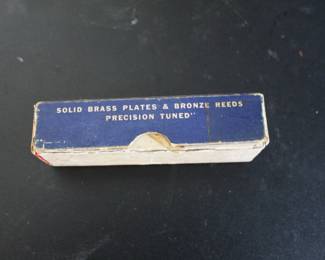 SOLID BRASS PLATES & BRONZE REEDS
PRECISION TUNED"